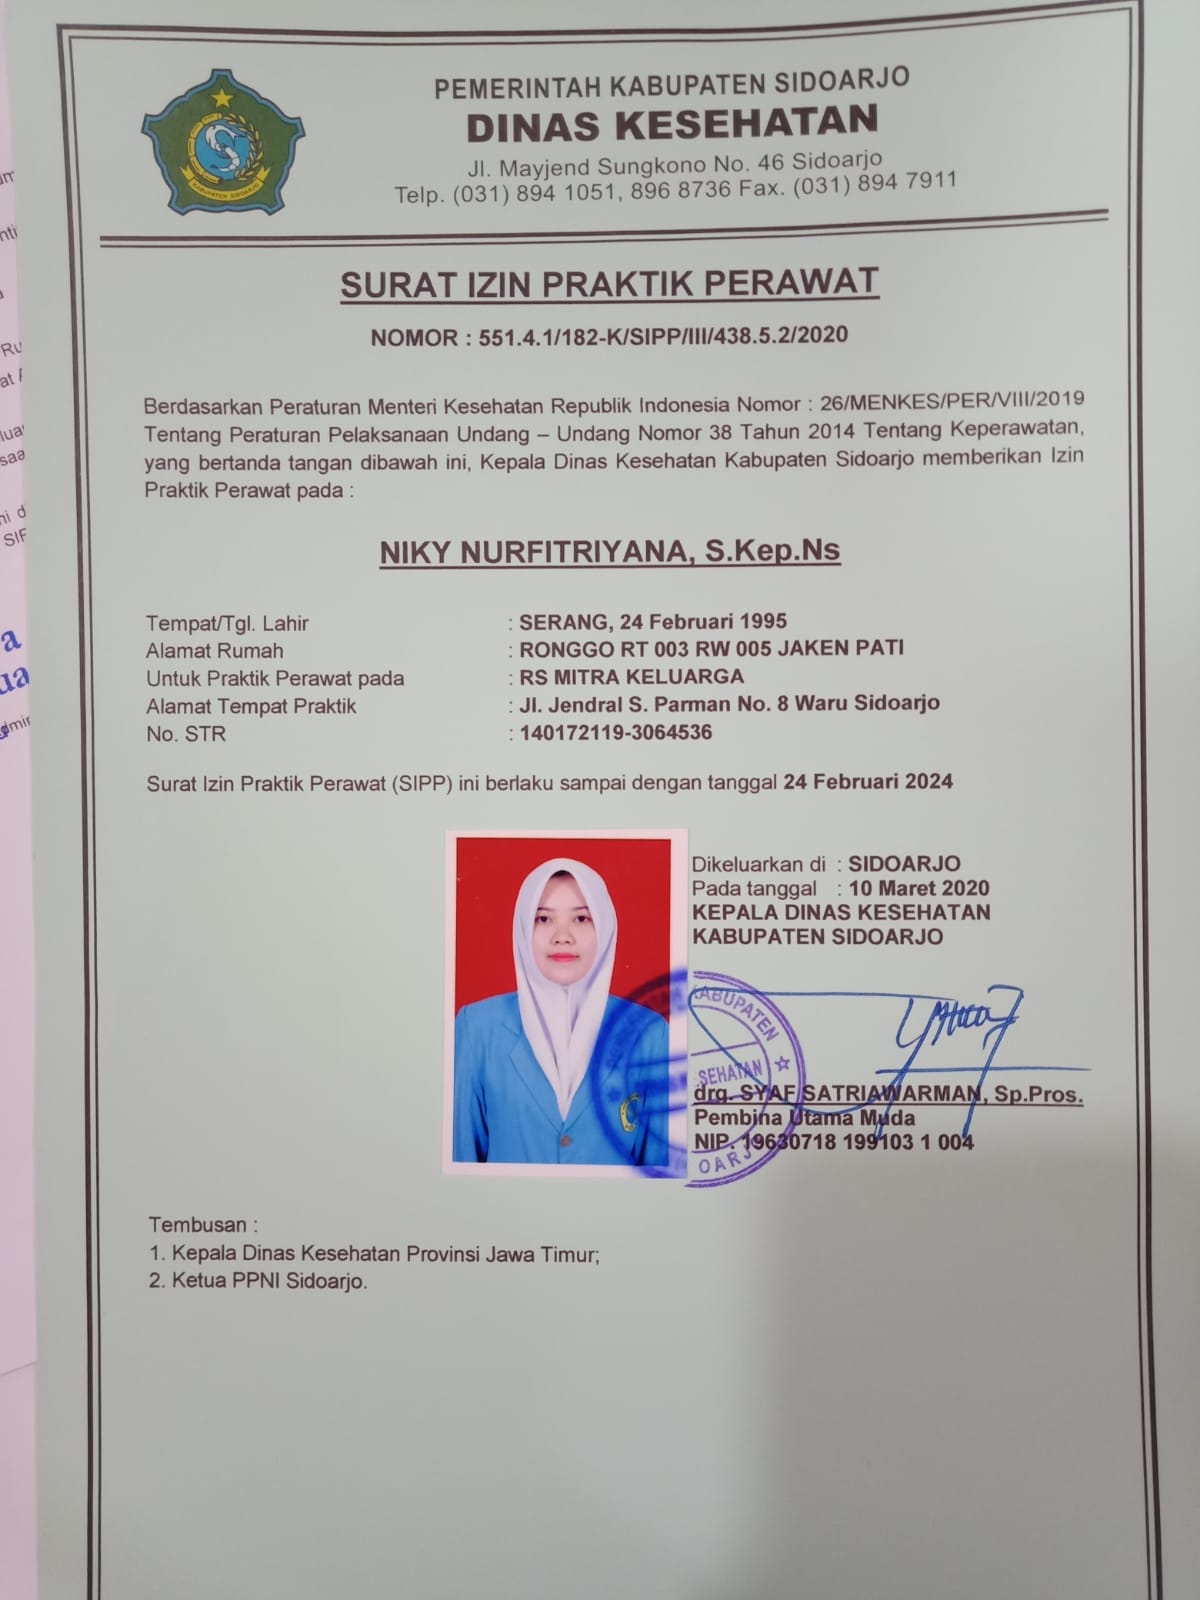 PEMERINTAH KABUPATEN SIDOARJO
DINAS KESEHATAN
Jl. Mayjend Sungkono No. 46 Sidoarjo
Telp. (031) 894 1051, 896 8736 Fax. (031) 894 7911
KABUPATEN SIDOARJO
SURAT IZIN PRAKTIK PERAWAT
NOMOR : 551.4.1/182-K/SIPP/III/438.5.2/2020
Berdasarkan Peraturan Menteri Kesehatan Republik Indonesia Nomor : 26/MENKES/PER/VIII/2019
Tentang Peraturan Pelaksanaan Undang – Undang Nomor 38 Tahun 2014 Tentang Keperawatan,
yang bertanda tangan dibawah ini, Kepala Dinas Kesehatan Kabupaten Sidoarjo memberikan Izin
Praktik Perawat pada :
NIKY NURFITRIYANA, S.Kep.Ns
Tempat/Tgl. Lahir : SERANG, 24 Februari 1995
Alamat Rumah : RONGGO RT 003 RW 005 JAKEN PATI
Untuk Praktik Perawat pada : RS MITRA KELUARGA
Alamat Tempat Praktik : Jl. Jendral S. Parman No. 8 Waru Sidoarjo
No. STR : 140172119-3064536
Surat Izin Praktik Perawat (SIPP) ini berlaku sampai dengan tanggal 24 Februari 2024
Dikeluarkan di : SIDOARJO
Pada tanggal : 10 Maret 2020
KEPALA DINAS KESEHATAN
KABUPATEN SIDOARJO
KABUPATEN
SEHATAN
drg. SYAF SATRIAWARMAN, Sp.Pros.
Pembina Utama Muda
NIP. 19630718 199103 1 004
Tembusan :
1. Kepala Dinas Kesehatan Provinsi Jawa Timur;
2. Ketua PPNI Sidoarjo.